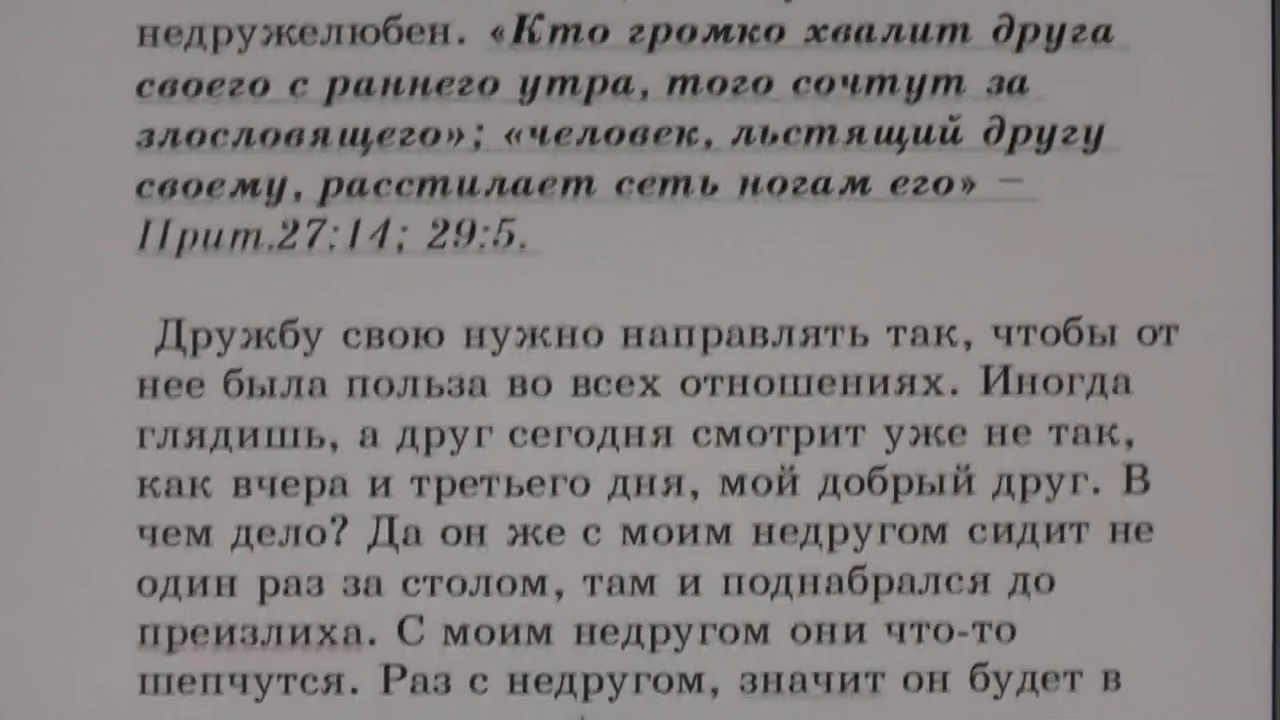 недружелюбен. «Кто громко хвалит друга
своего с раннего утра, того сочтут за
злословящего»; «человек, льстящий другу
своему, расстилает сеть ногам его» –
Прит.27:14; 29:5.
Дружбу свою нужно направлять так, чтобы от
нее была польза во всех отношениях. Иногда
глядишь, а друг сегодня смотрит уже не так,
как вчера и третьего дня, мой добрый друг. В
чем дело? Да он же с моим недругом сидит не
один раз за столом, там и поднабрался до
преизлиха. С моим недругом они что-то
шепчутся. Раз с недругом, значит он будет в